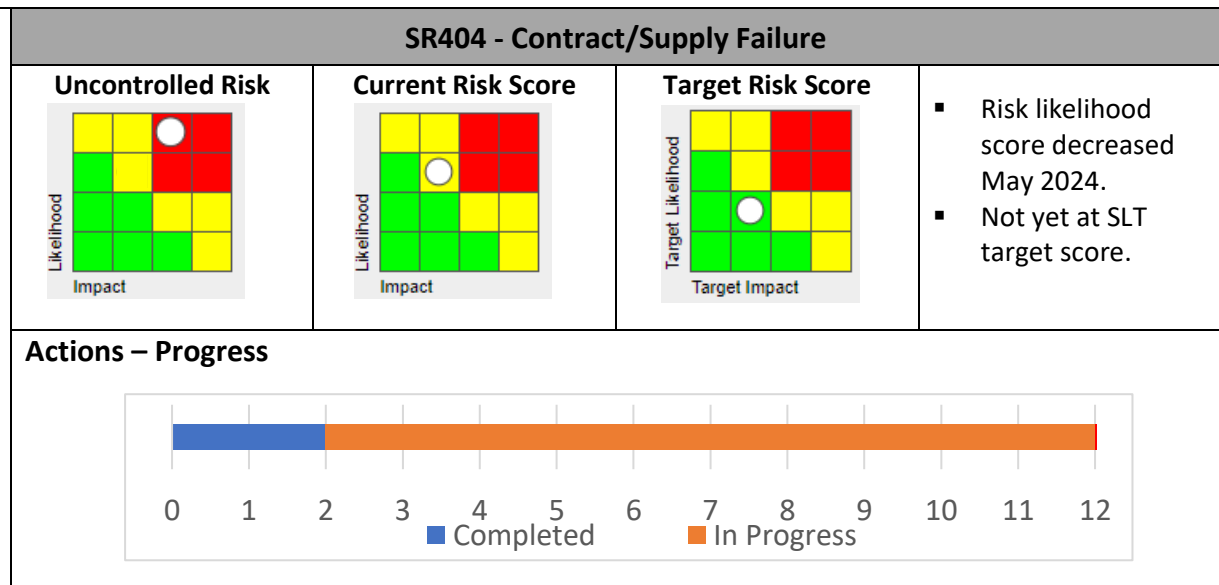 SR404 - Contract/Supply Failure
Uncontrolled Risk
Likelihood
Impact
Current Risk Score
Likelihood
Impact
Target Risk Score
Target Likelihood
Target Impact
▪ Risk likelihood
score decreased
May 2024.
▪ Not yet at SLT
target score.
Actions – Progress
0 1 2 3 4 5 6 7 8 9 10 11 12
Completed In Progress